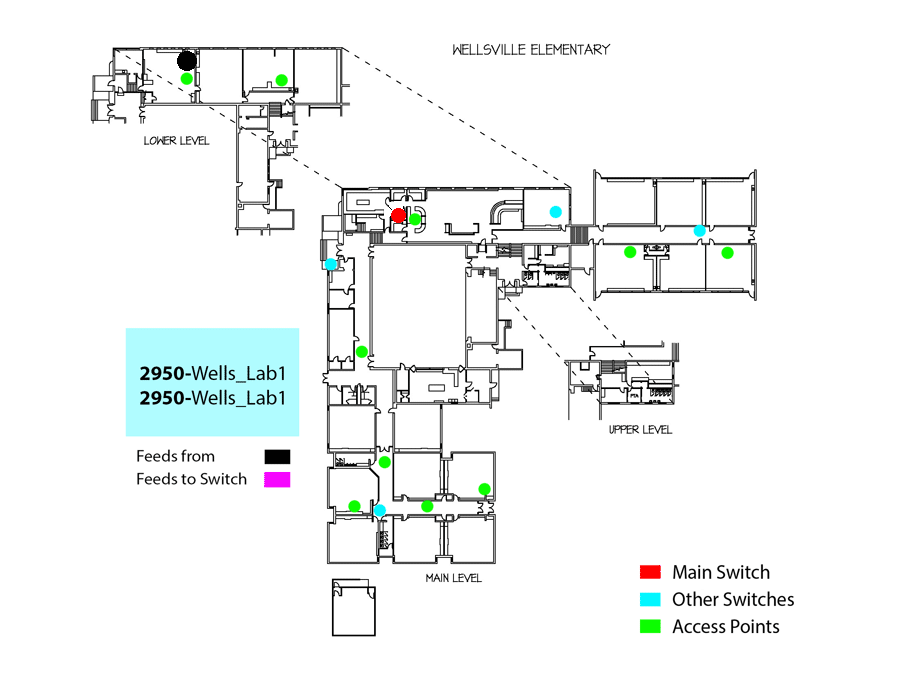 WELLSVILLE ELEMENTARY
LOWER LEVEL
2950-Wells_Lab1
2950-Wells_Lab1
Feeds from
Feeds to Switch
PTA
UPPER LEVEL
MAIN LEVEL
Main Switch
Other Switches
Access Points